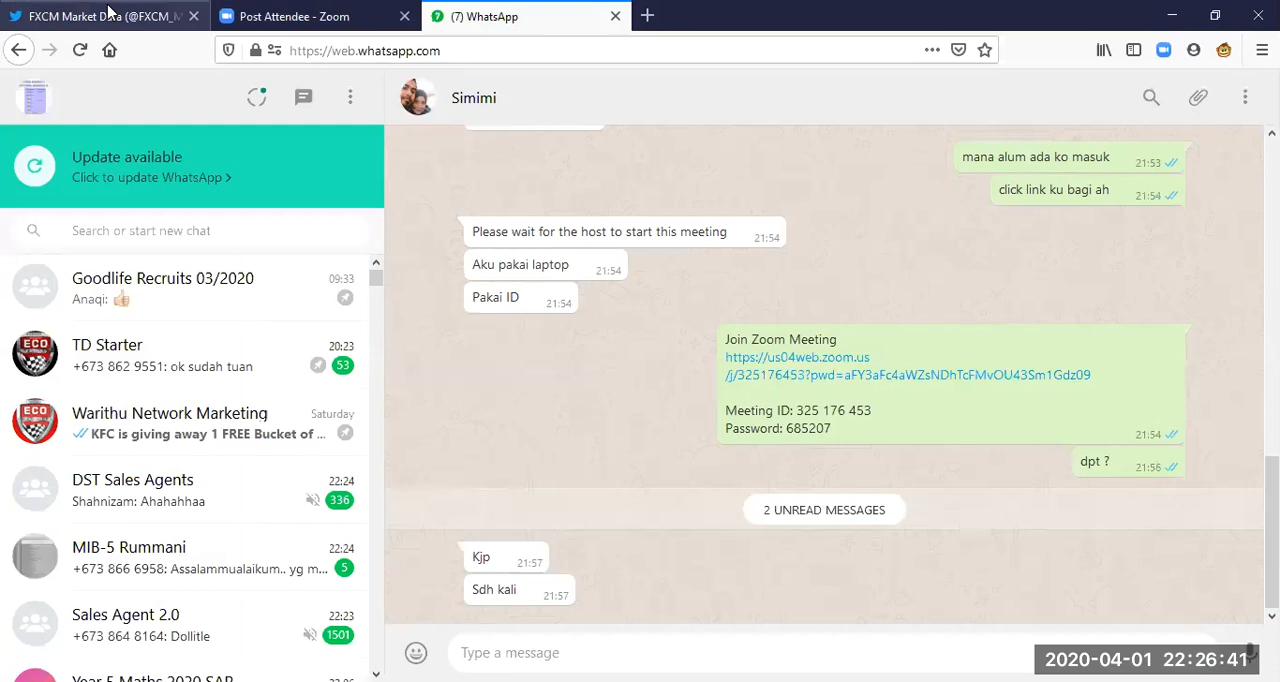 FXCM Market Data (@FXCM_M
Post Attendee - Zoom
(7) WhatsApp
https://web.whatsapp.com
Simimi
Update available
Click to update WhatsApp >
Search or start new chat
Goodlife Recruits 03/2020
09:33
Anaqi: 👍🏻
TD Starter
20:23
+673 862 9551: ok sudah tuan
53
Warithu Network Marketing
Saturday
KFC is giving away 1 FREE Bucket of ...
DST Sales Agents
22:24
Shahnizam: Ahahahhaa
336
MIB-5 Rummani
22:24
+673 866 6958: Assalammualaikum.. yg m...
5
Sales Agent 2.0
22:23
+673 864 8164: Dollitle
1501
Year 5 Maths 2020 SAP
mana alum ada ko masuk 21:53
click link ku bagi ah 21:54
Please wait for the host to start this meeting 21:54
Aku pakai laptop 21:54
Pakai ID 21:54
Join Zoom Meeting
https://us04web.zoom.us
/j/325176453?pwd=aFY3aFc4aWZsNDhTcFMvOU43Sm1Gdz09
Meeting ID: 325 176 453
Password: 685207
21:54
dpt ? 21:56
2 UNREAD MESSAGES
Kjp 21:57
Sdh kali 21:57
Type a message
2020-04-01 22:26:41